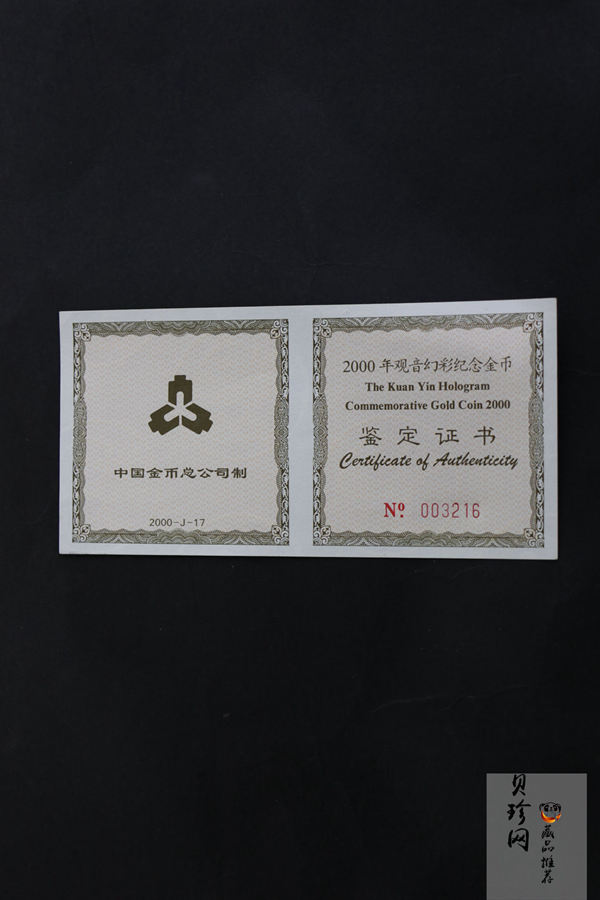 中国金币总公司制
2000-J-17
2000年观音幻彩纪念金币
The Kuan Yin Hologram
Commemorative Gold Coin 2000
鉴定证书
Certificate of Authenticity
№ 003216
贝珍网
藏品推荐